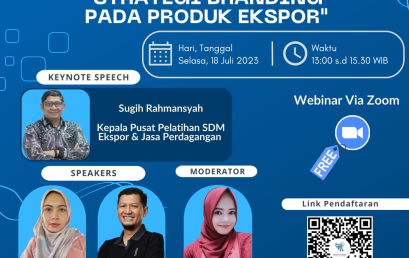 "STRATEGI BRANDING
PADA PRODUK EKSPOR"
Hari, Tanggal
Selasa, 18 Juli 2023
Waktu
13:00 s.d 15.30 WIB
KEYNOTE SPEECH
Sugih Rahmansyah
Kepala Pusat Pelatihan SDM
Ekspor & Jasa Perdagangan
Webinar Via Zoom
FREE
SPEAKERS
MODERATOR
Link Pendaftaran